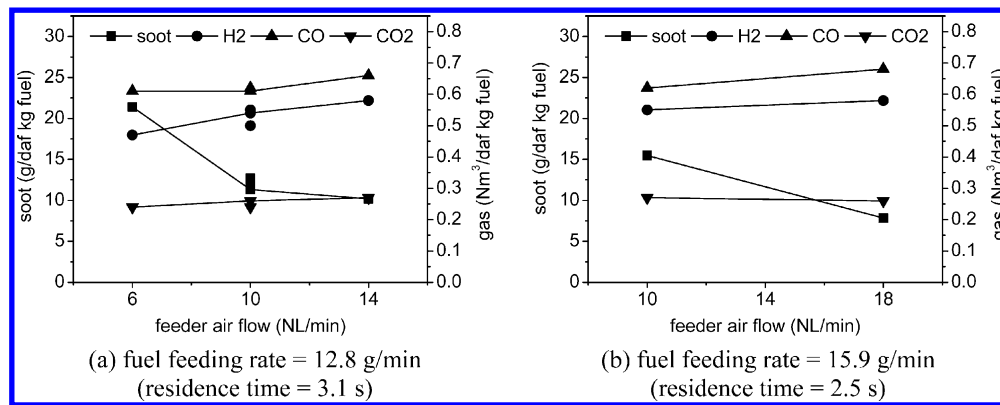 soot H2 CO CO2
30
25
20
15
10
5
0
soot (g/daf kg fuel)
0.8
0.7
0.6
0.5
0.4
0.3
0.2
0.1
0.0
gas (Nm³/daf kg fuel)
6 10 14
feeder air flow (NL/min)
(a) fuel feeding rate = 12.8 g/min
(residence time = 3.1 s)
soot H2 CO CO2
30
25
20
15
10
5
0
soot (g/daf kg fuel)
0.8
0.7
0.6
0.5
0.4
0.3
0.2
0.1
0.0
gas (Nm³/daf kg fuel)
10 14 18
feeder air flow (NL/min)
(b) fuel feeding rate = 15.9 g/min
(residence time = 2.5 s)